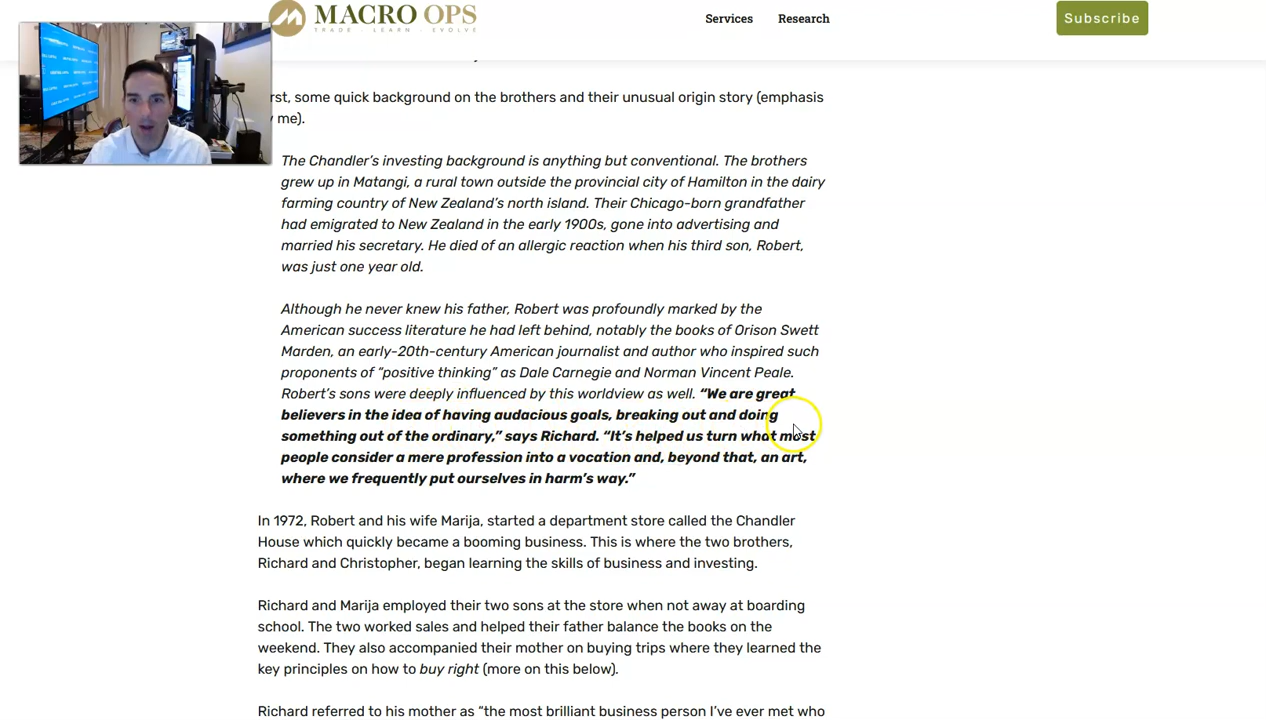 MACRO OPS
TRADE · LEARN · EVOLVE
Services
Research
Subscribe
rst, some quick background on the brothers and their unusual origin story (emphasis
me).
The Chandler's investing background is anything but conventional. The brothers
grew up in Matangi, a rural town outside the provincial city of Hamilton in the dairy
farming country of New Zealand's north island. Their Chicago-born grandfather
had emigrated to New Zealand in the early 1900s, gone into advertising and
married his secretary. He died of an allergic reaction when his third son, Robert,
was just one year old.
Although he never knew his father, Robert was profoundly marked by the
American success literature he had left behind, notably the books of Orison Swett
Marden, an early-20th-century American journalist and author who inspired such
proponents of “positive thinking” as Dale Carnegie and Norman Vincent Peale.
Robert's sons were deeply influenced by this worldview as well. “We are great
believers in the idea of having audacious goals, breaking out and doing
something out of the ordinary,” says Richard. “It's helped us turn what most
people consider a mere profession into a vocation and, beyond that, an art,
where we frequently put ourselves in harm's way.”
In 1972, Robert and his wife Marija, started a department store called the Chandler
House which quickly became a booming business. This is where the two brothers,
Richard and Christopher, began learning the skills of business and investing.
Richard and Marija employed their two sons at the store when not away at boarding
school. The two worked sales and helped their father balance the books on the
weekend. They also accompanied their mother on buying trips where they learned the
key principles on how to buy right (more on this below).
Richard referred to his mother as “the most brilliant business person I've ever met who